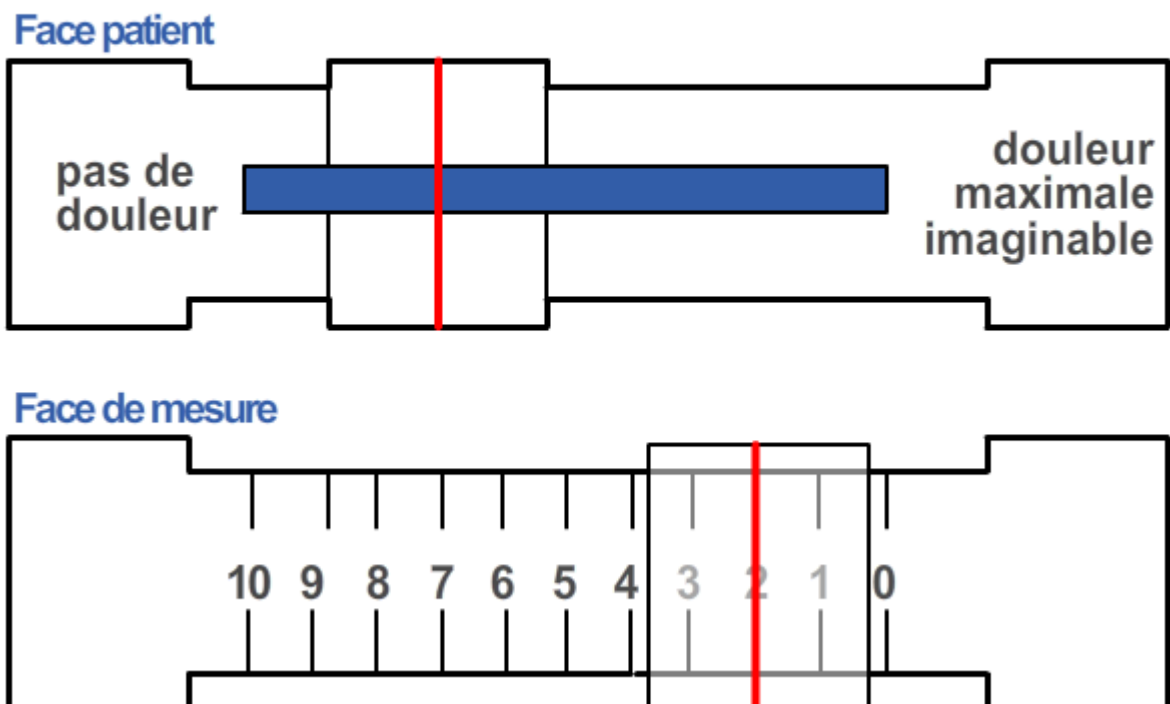 Face patient
pas de
douleur
douleur
maximale
imaginable
Face de mesure
10 9 8 7 6 5 4 3 2 1 0